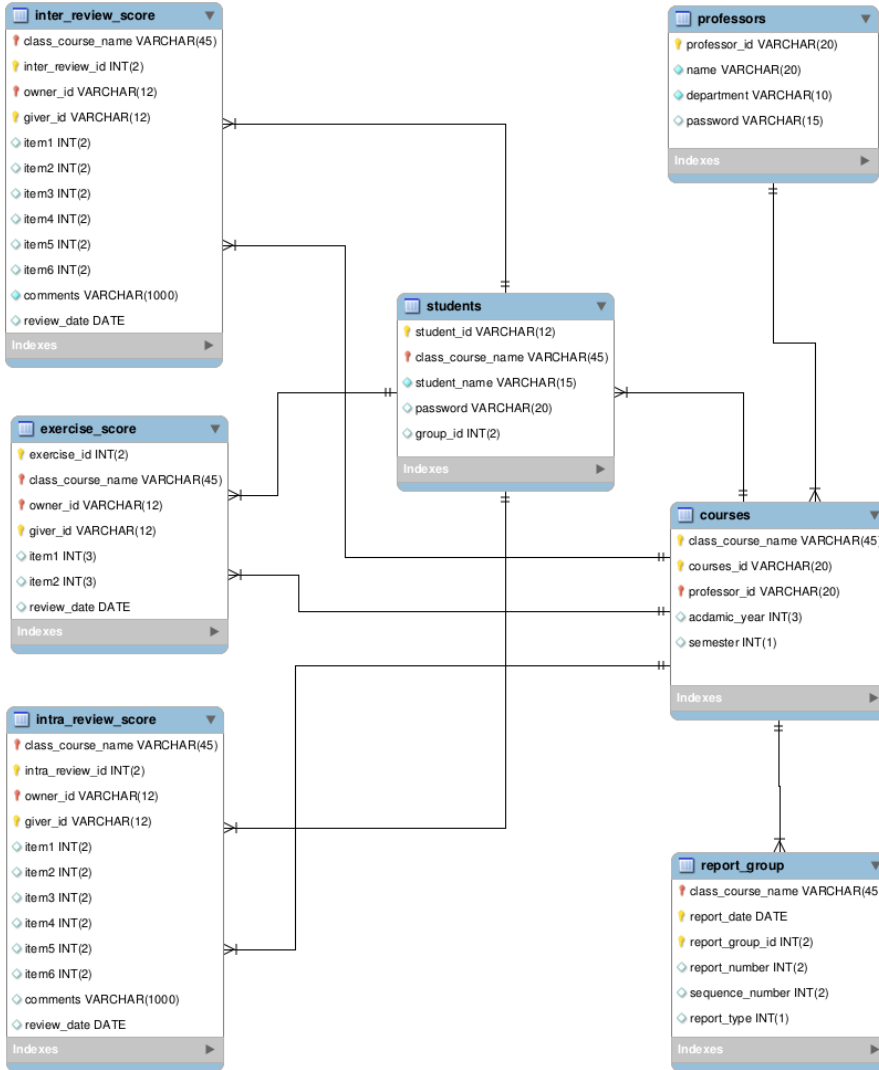 inter_review_score
class_course_name VARCHAR(45)
inter_review_id INT(2)
owner_id VARCHAR(12)
giver_id VARCHAR(12)
item1 INT(2)
item2 INT(2)
item3 INT(2)
item4 INT(2)
item5 INT(2)
item6 INT(2)
comments VARCHAR(1000)
review_date DATE
Indexes
professors
professor_id VARCHAR(20)
name VARCHAR(20)
department VARCHAR(10)
password VARCHAR(15)
Indexes
students
student_id VARCHAR(12)
class_course_name VARCHAR(45)
student_name VARCHAR(15)
password VARCHAR(20)
group_id INT(2)
Indexes
exercise_score
exercise_id INT(2)
class_course_name VARCHAR(45)
owner_id VARCHAR(12)
giver_id VARCHAR(12)
item1 INT(3)
item2 INT(3)
review_date DATE
Indexes
courses
class_course_name VARCHAR(45)
courses_id VARCHAR(20)
professor_id VARCHAR(20)
acdamic_year INT(3)
semester INT(1)
Indexes
intra_review_score
class_course_name VARCHAR(45)
intra_review_id INT(2)
owner_id VARCHAR(12)
giver_id VARCHAR(12)
item1 INT(2)
item2 INT(2)
item3 INT(2)
item4 INT(2)
item5 INT(2)
item6 INT(2)
comments VARCHAR(1000)
review_date DATE
Indexes
report_group
class_course_name VARCHAR(45
report_date DATE
report_group_id INT(2)
report_number INT(2)
sequence_number INT(2)
report_type INT(1)
Indexes